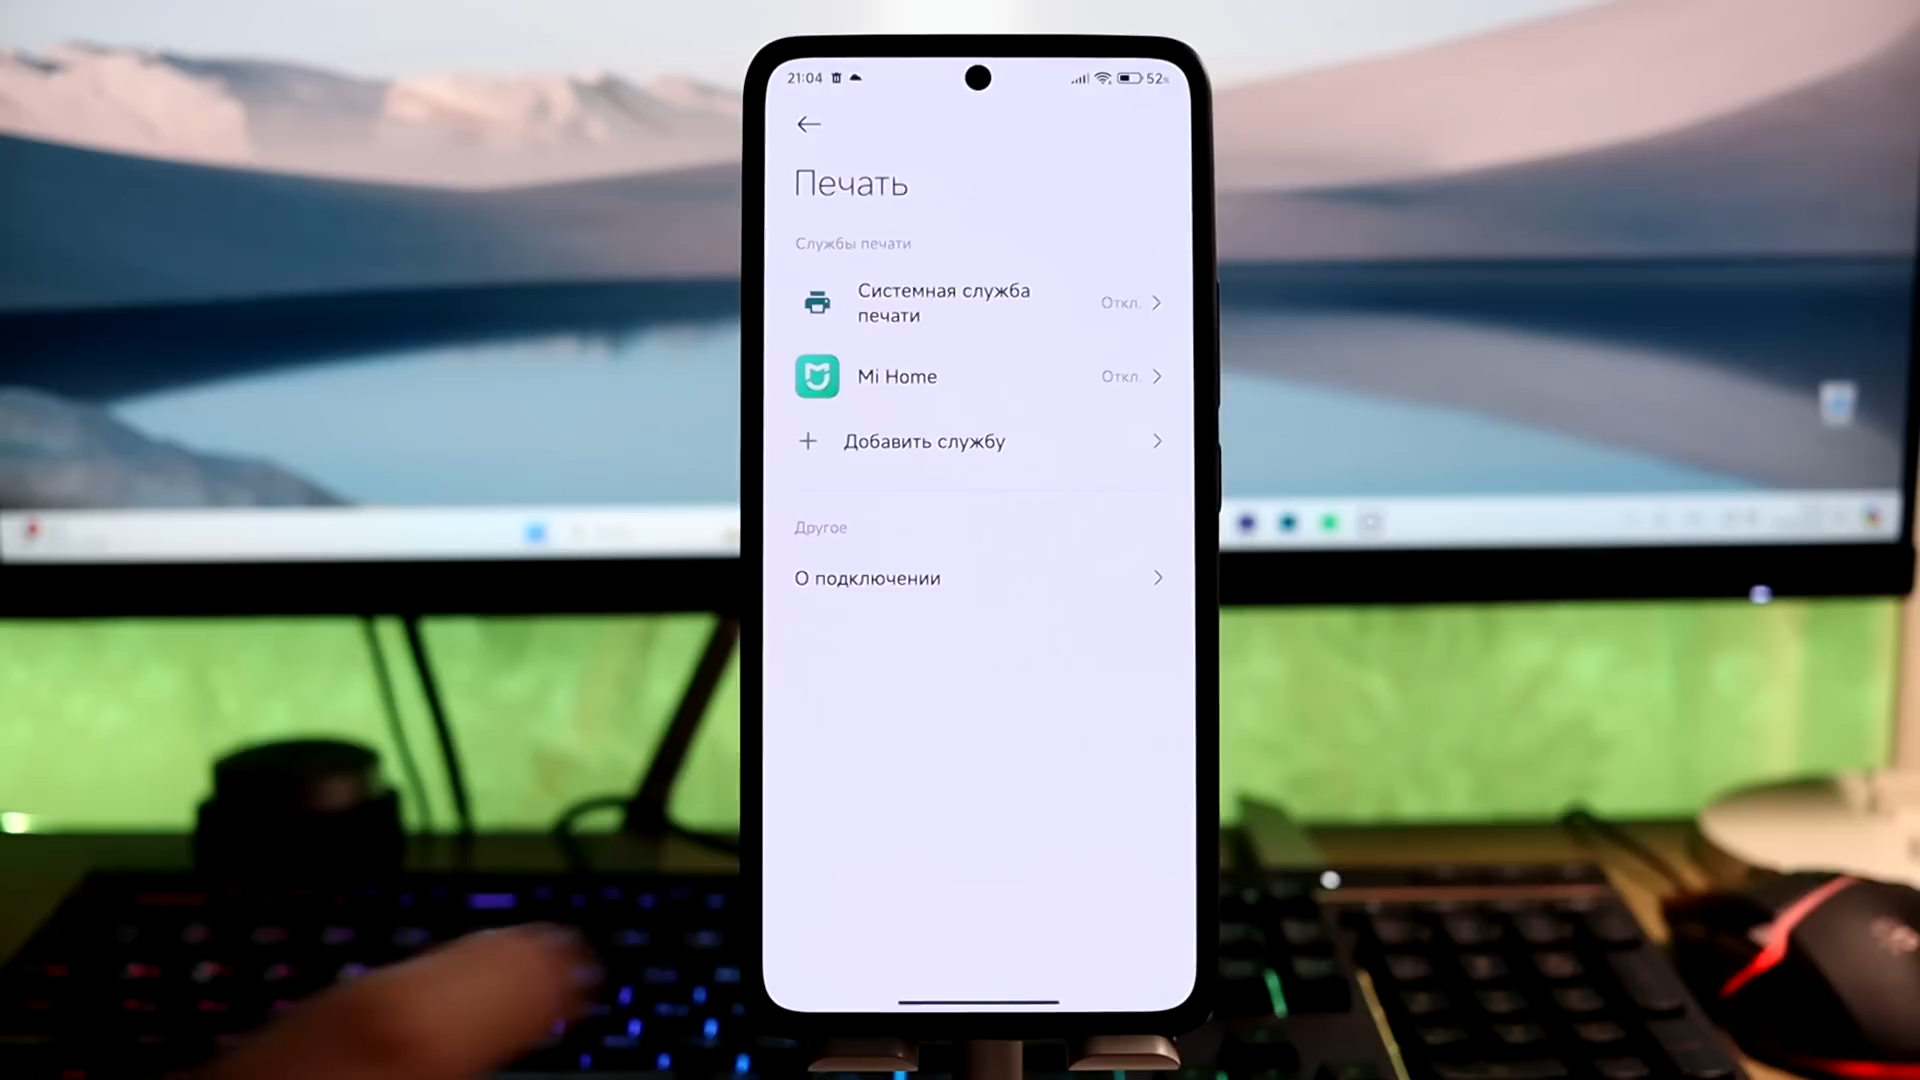 21:04
52%
Печать
Службы печати
Системная служба
печати
Откл.
Mi Home
Откл.
Добавить службу
Другое
О подключении